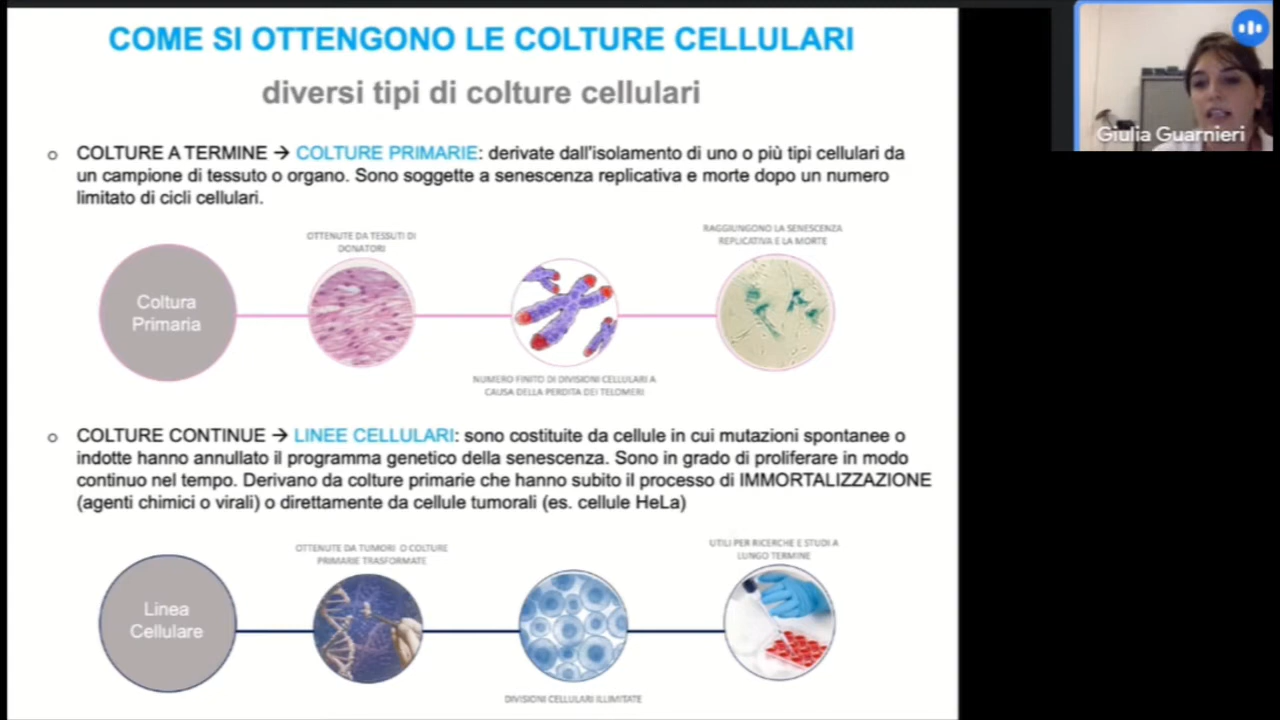 COME SI OTTENGONO LE COLTURE CELLULARI
diversi tipi di colture cellulari
Giulia Guarnieri
o COLTURE A TERMINE → COLTURE PRIMARIE: derivate dall'isolamento di uno o più tipi cellulari da
un campione di tessuto o organo. Sono soggette a senescenza replicativa e morte dopo un numero
limitato di cicli cellulari.
OTTENUTE DA TESSUTI DI
DONATORI
RAGGIUNGONO LA SENESCENZA
REPLICATIVA E LA MORTE
Coltura
Primaria
NUMERO FINITO DI DIVISIONI CELLULARI A
CAUSA DELLA PERDITA DEI TELOMERI
o COLTURE CONTINUE → LINEE CELLULARI: sono costituite da cellule in cui mutazioni spontanee o
indotte hanno annullato il programma genetico della senescenza. Sono in grado di proliferare in modo
continuo nel tempo. Derivano da colture primarie che hanno subito il processo di IMMORTALIZZAZIONE
(agenti chimici o virali) o direttamente da cellule tumorali (es. cellule HeLa)
OTTENUTE DA TUMORI O COLTURE
PRIMARIE TRASFORMATE
UTILI PER RICERCHE E STUDI A
LUNGO TERMINE
Linea
Cellulare
DIVISIONI CELLULARI ILLIMITATE